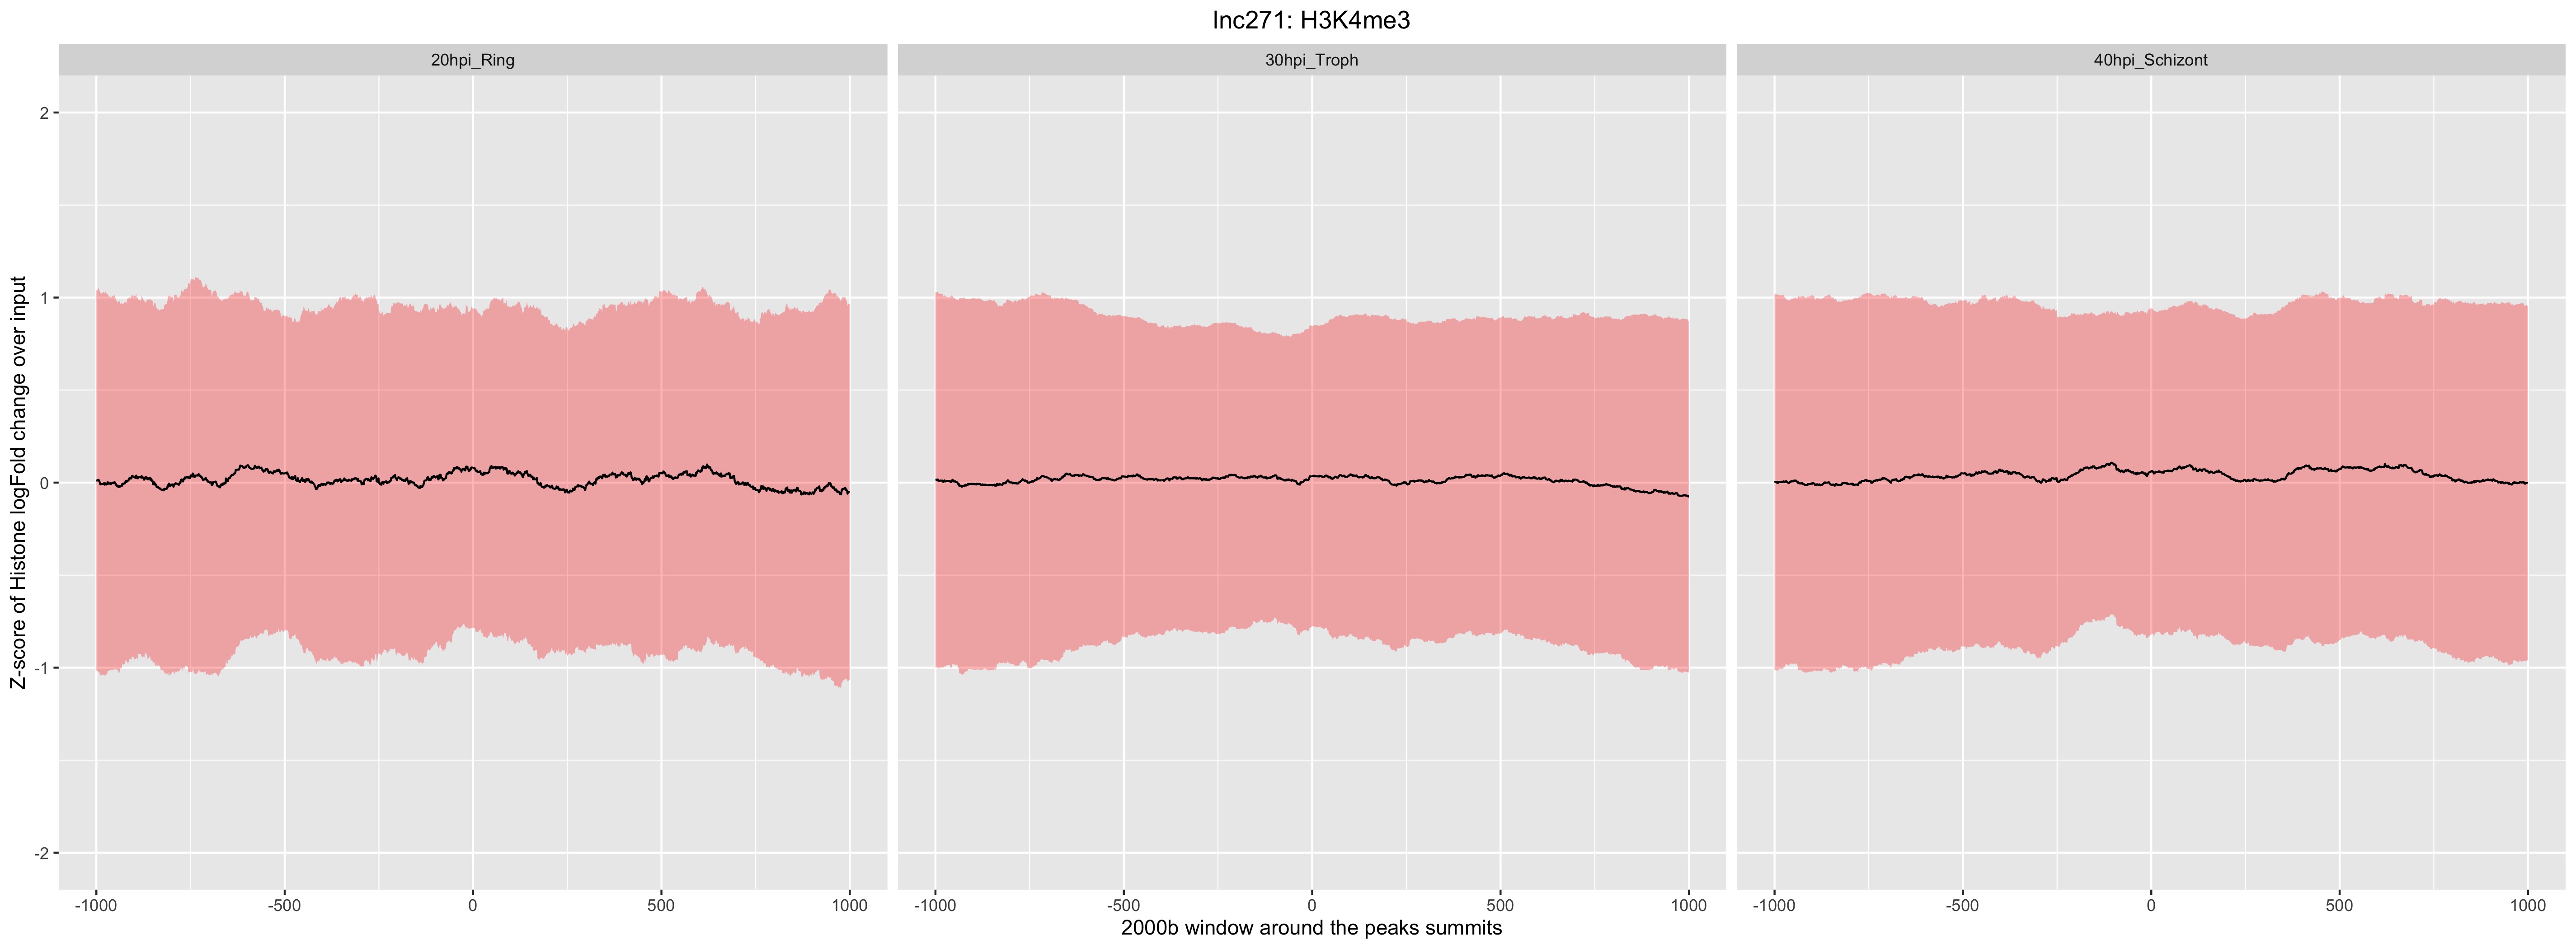 lnc271: H3K4me3
20hpi_Ring
30hpi_Troph
40hpi_Schizont
Z-score of Histone logFold change over input
2
1
0
-1
-2
-1000 -500 0 500 1000
-1000 -500 0 500 1000
-1000 -500 0 500 1000
2000b window around the peaks summits